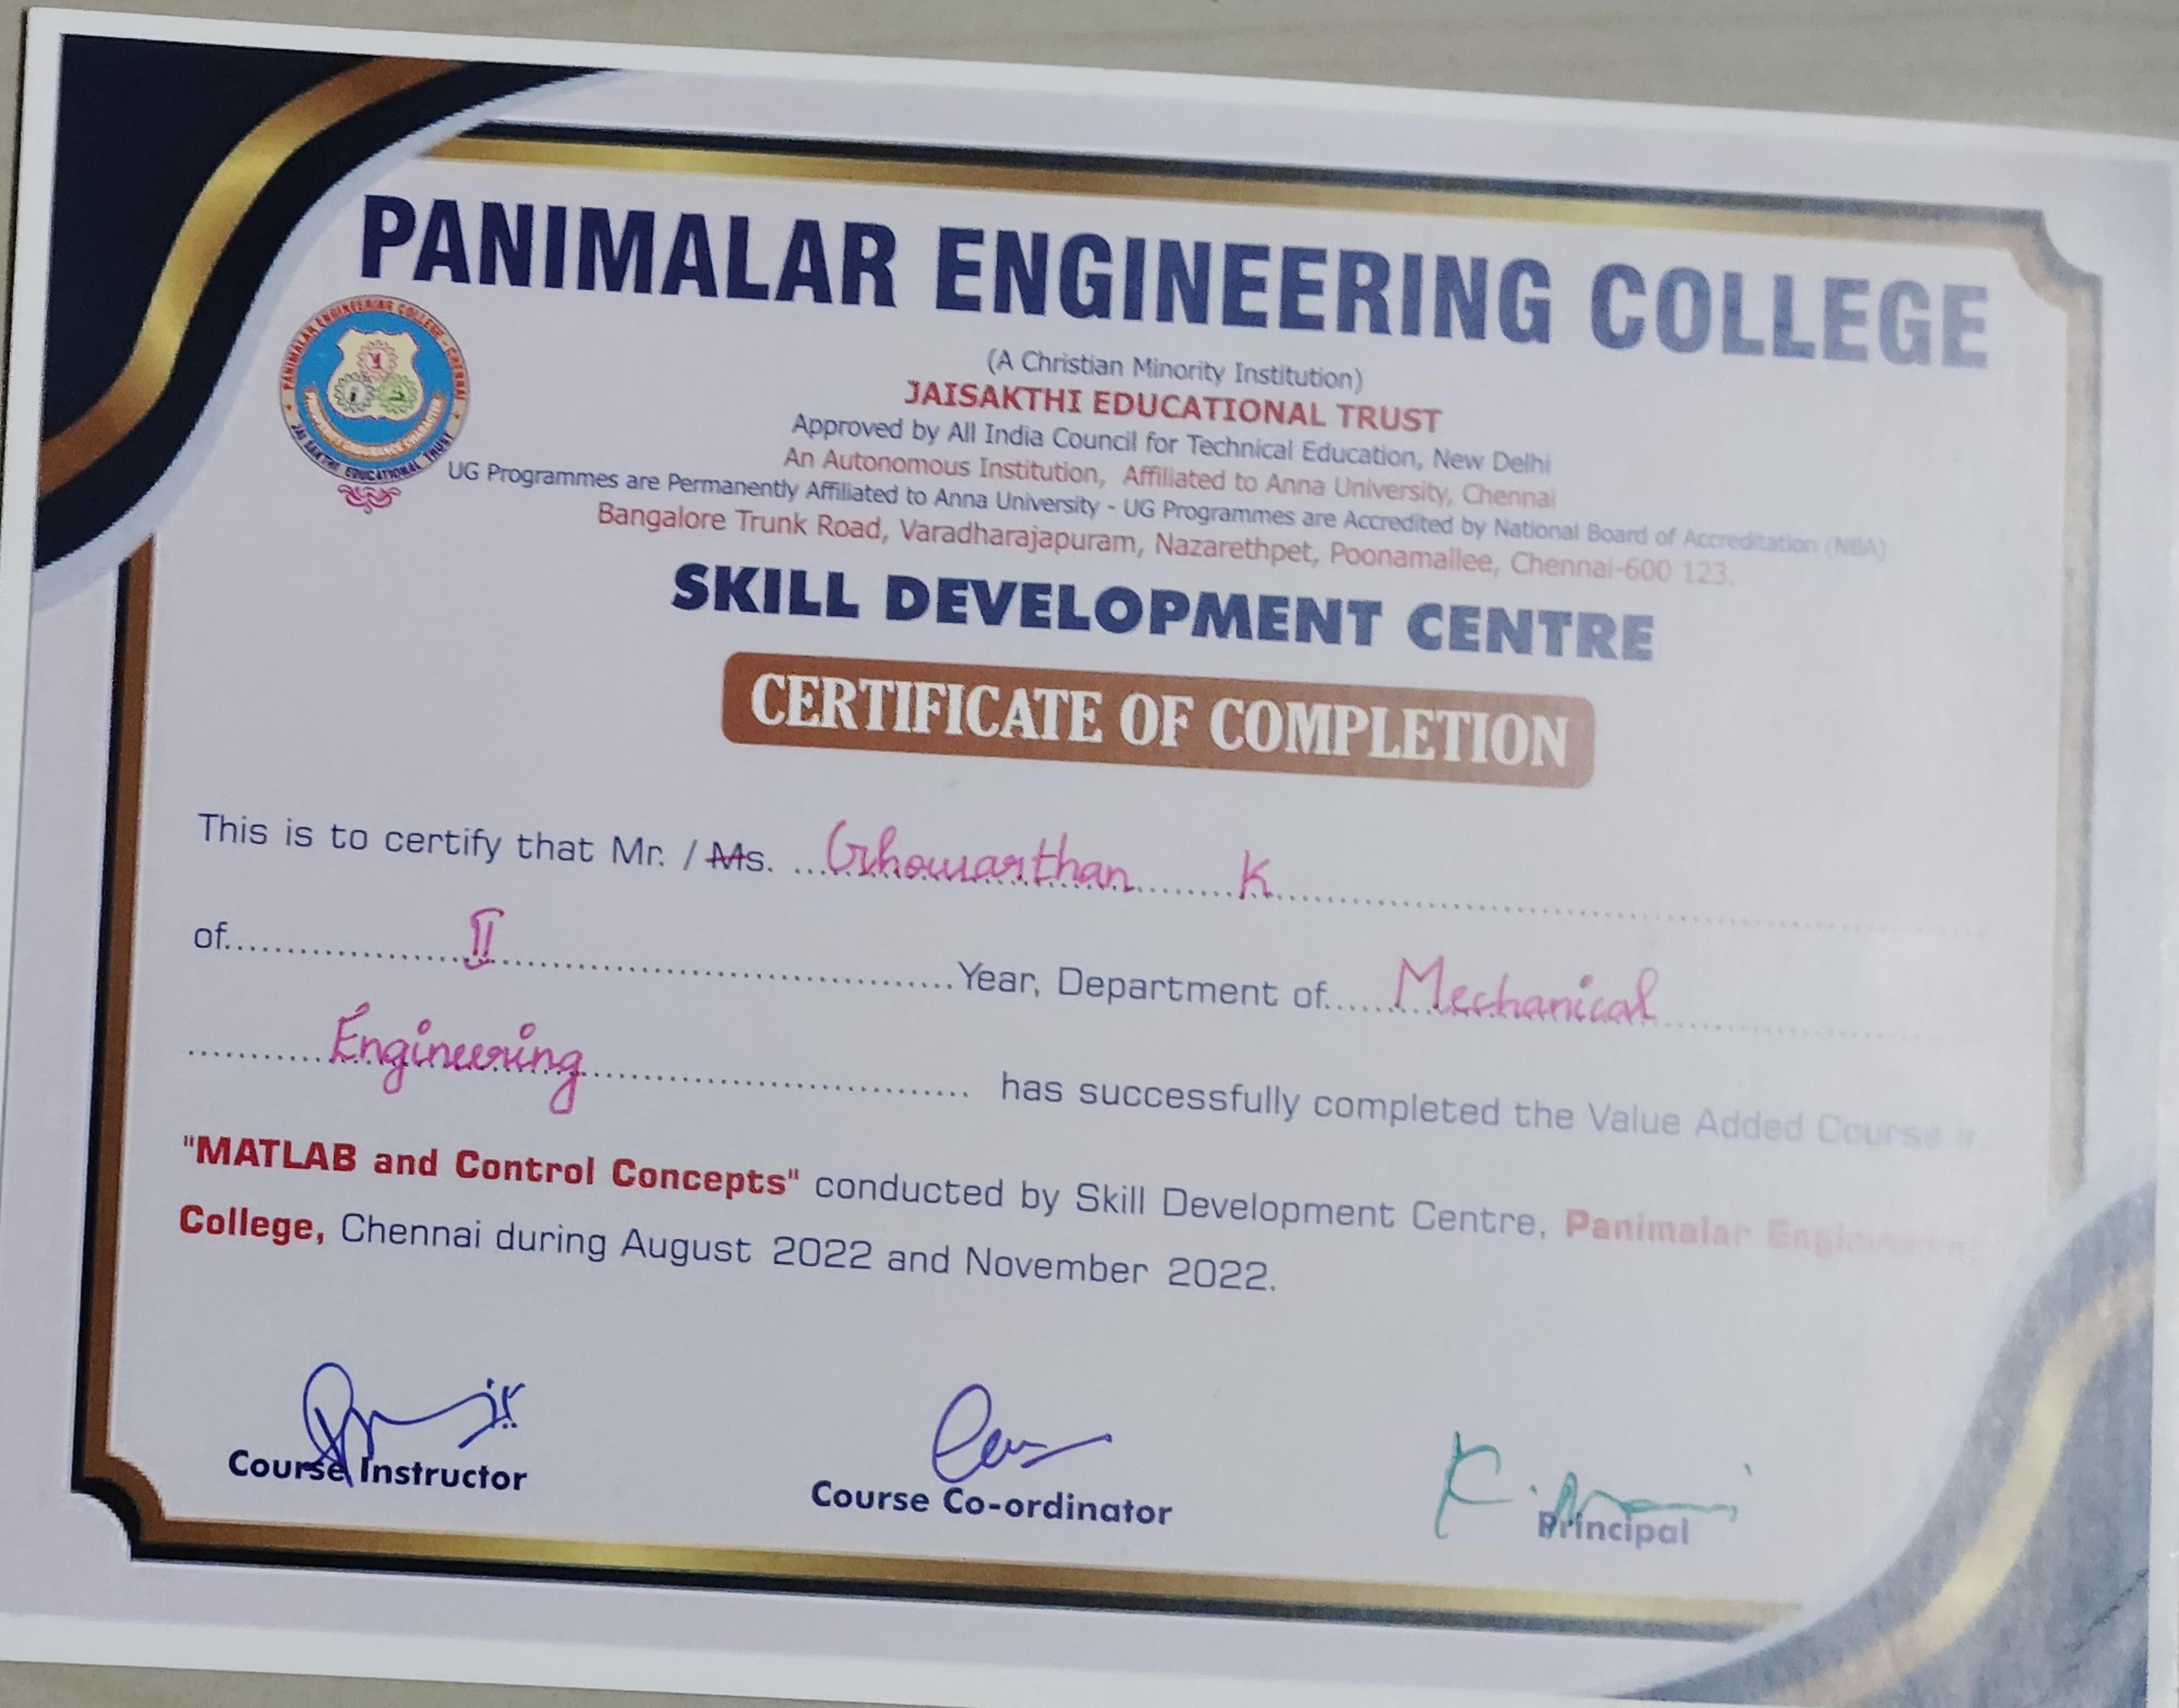 PANIMALAR ENGINEERING COLLEGE
PANIMALAR ENGINEERING COLLEGE - CHENNAI
JAI SAKTHI EDUCATIONAL TRUST
(A Christian Minority Institution)
JAISAKTHI EDUCATIONAL TRUST
Approved by All India Council for Technical Education, New Delhi
An Autonomous Institution, Affiliated to Anna University, Chennai
UG Programmes are Permanently Affiliated to Anna University - UG Programmes are Accredited by National Board of Accreditation (NBA)
Bangalore Trunk Road, Varadharajapuram, Nazarethpet, Poonamallee, Chennai-600 123.
SKILL DEVELOPMENT CENTRE
CERTIFICATE OF COMPLETION
This is to certify that Mr. / Ms. Ghowarthan K
of II Year, Department of Mechanical
Engineering has successfully completed the Value Added Course in
"MATLAB and Control Concepts" conducted by Skill Development Centre, Panimalar Engineering
College, Chennai during August 2022 and November 2022.
Course Instructor
Course Co-ordinator
Principal